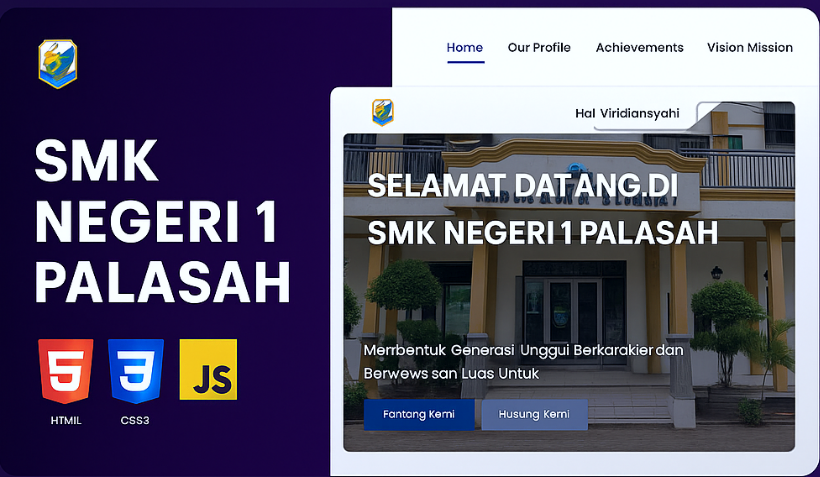 SMK
NEGERI 1
PALASAH
HTMIL
CSS3
JS
Home
Our Profile
Achievements
Vision Mission
Hal Viridiansyahi
SELAMAT DATANG.DI
SMK NEGERI 1 PALASAH
Merrbentuk Generasi Unggui Berkarakier dan
Berwews san Luas Untuk
Fantang Kemi
Husung Kemi